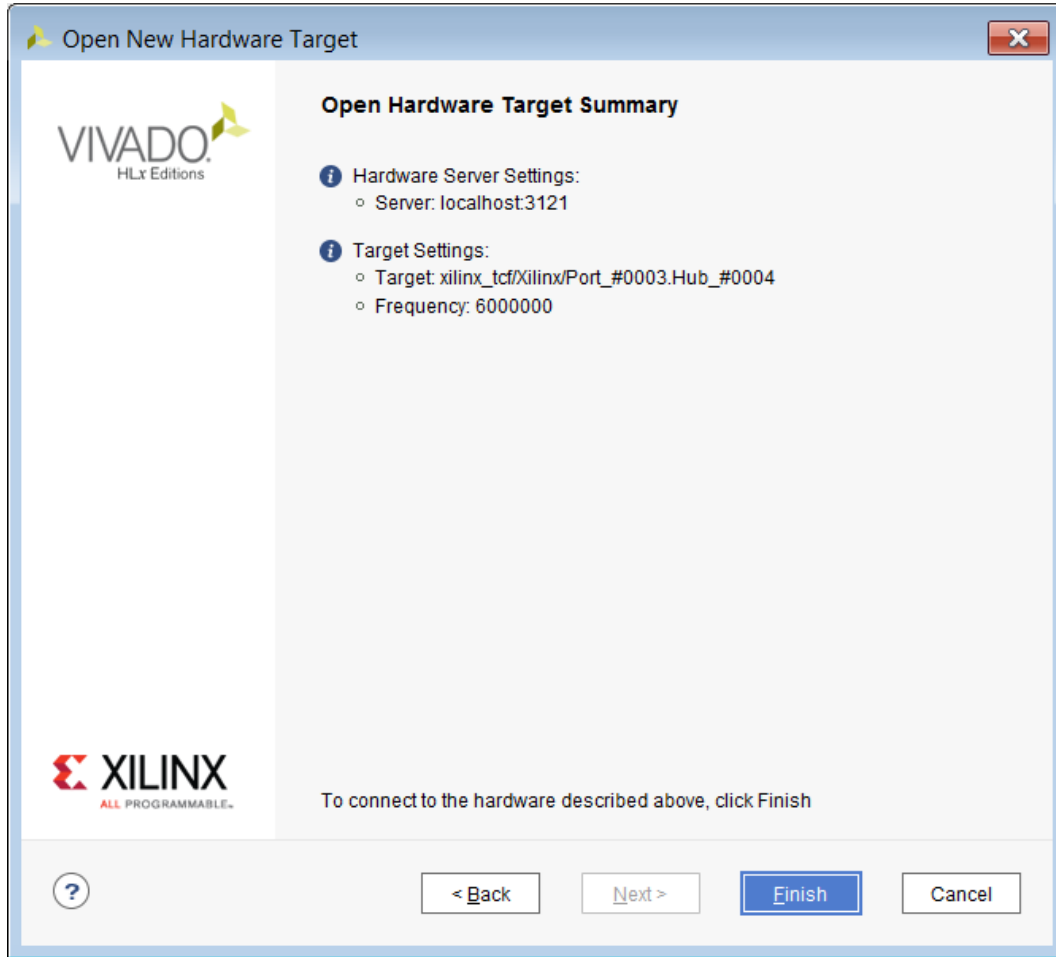 Open New Hardware Target
VIVADO.
HLx Editions
Open Hardware Target Summary
Hardware Server Settings:
Server: localhost:3121
Target Settings:
Target: xilinx_tcf/Xilinx/Port_#0003.Hub_#0004
Frequency: 6000000
XILINX
ALL PROGRAMMABLE™
To connect to the hardware described above, click Finish
?
< Back
Next >
Finish
Cancel